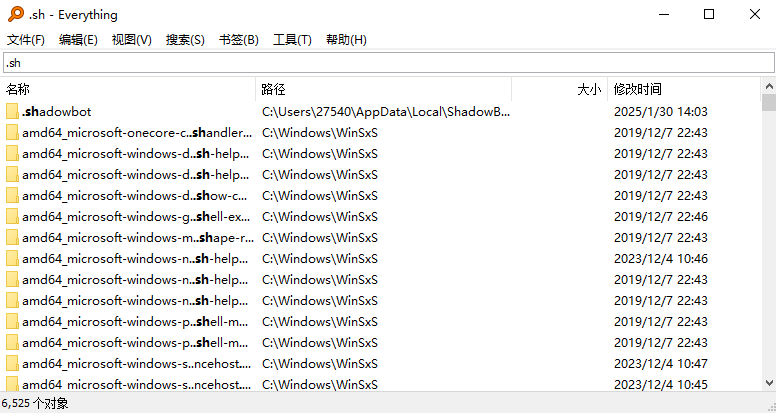 .sh - Everything
文件(F) 编辑(E) 视图(V) 搜索(S) 书签(B) 工具(T) 帮助(H)
.sh
名称 路径 大小 修改时间
.shadowbot C:\Users\27540\AppData\Local\ShadowB... 2025/1/30 14:03
amd64_microsoft-onecore-c..shandler... C:\Windows\WinSxS 2019/12/7 22:43
amd64_microsoft-windows-d..sh-help... C:\Windows\WinSxS 2019/12/7 22:43
amd64_microsoft-windows-d..sh-help... C:\Windows\WinSxS 2019/12/7 22:43
amd64_microsoft-windows-d..show-c... C:\Windows\WinSxS 2019/12/7 22:43
amd64_microsoft-windows-g..shell-ex... C:\Windows\WinSxS 2019/12/7 22:46
amd64_microsoft-windows-m..shape-r... C:\Windows\WinSxS 2019/12/7 22:43
amd64_microsoft-windows-n..sh-help... C:\Windows\WinSxS 2023/12/4 10:46
amd64_microsoft-windows-n..sh-help... C:\Windows\WinSxS 2019/12/7 22:43
amd64_microsoft-windows-n..sh-help... C:\Windows\WinSxS 2019/12/7 22:43
amd64_microsoft-windows-p..shell-m... C:\Windows\WinSxS 2019/12/7 22:43
amd64_microsoft-windows-p..shell-m... C:\Windows\WinSxS 2019/12/7 22:43
amd64_microsoft-windows-s..ncehost.... C:\Windows\WinSxS 2023/12/4 10:47
amd64_microsoft-windows-s..ncehost.... C:\Windows\WinSxS 2023/12/4 10:45
6,525 个对象